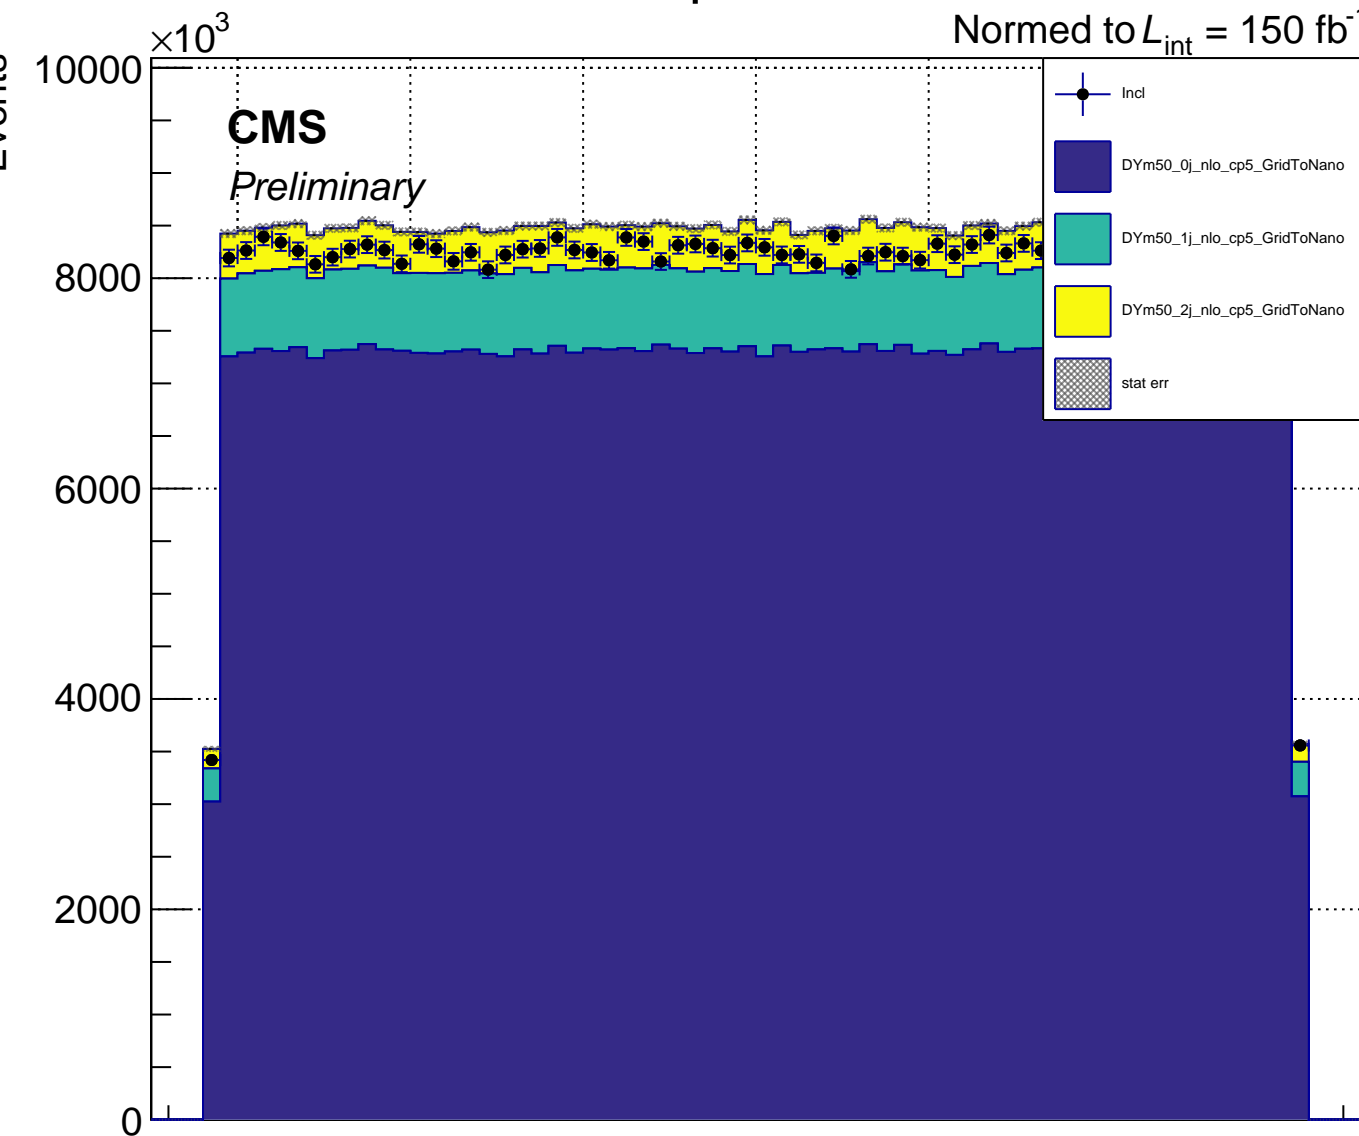 ×10³
Normed to L_int = 150 fb⁻¹
10000
8000
6000
4000
2000
0
CMS
Preliminary
Incl
DYm50_0j_nlo_cp5_GridToNano
DYm50_1j_nlo_cp5_GridToNano
DYm50_2j_nlo_cp5_GridToNano
stat err